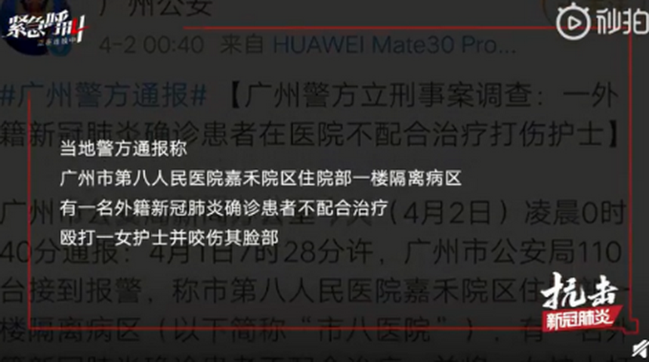 紧急呼叫
广州公安
秒拍
4-2 00:40 来自 HUAWEI Mate30 Pro...
#广州警方通报#【广州警方立刑事案调查：一外
籍新冠肺炎确诊患者在医院不配合治疗打伤护士】
当地警方通报称
广州市第八人民医院嘉禾院区住院部一楼隔离病区
有一名外籍新冠肺炎确诊患者不配合治疗
殴打一女护士并咬伤其脸部
（4月2日）凌晨0时
40分通报：4月1日7时28分许，广州市公安局110
台接到报警，称市第八人民医院嘉禾院区住
楼隔离病区（以下简称“市八医院”），有一名外
抗击
新冠肺炎